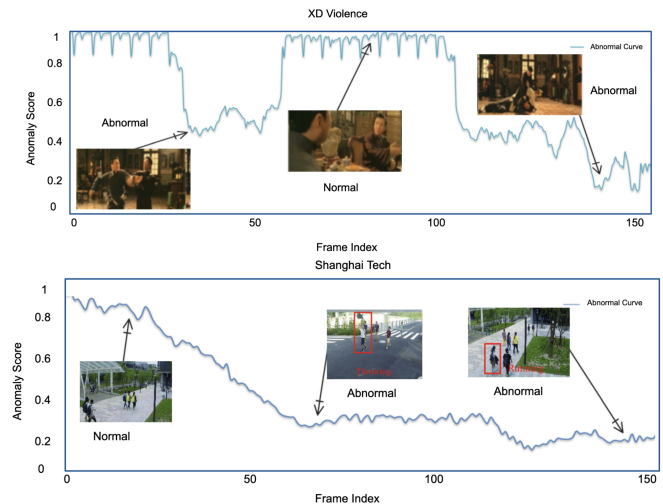 XD Violence
1
0.8
0.6
0.4
0.2
0
Anomaly Score
Abnormal Curve
Abnormal
Normal
Abnormal
0
50
100
150
Frame Index
Shanghai Tech
1
0.8
0.6
0.4
0.2
0
Anomaly Score
Abnormal Curve
Normal
Abnormal
Running
Abnormal
0
50
100
150
Frame Index